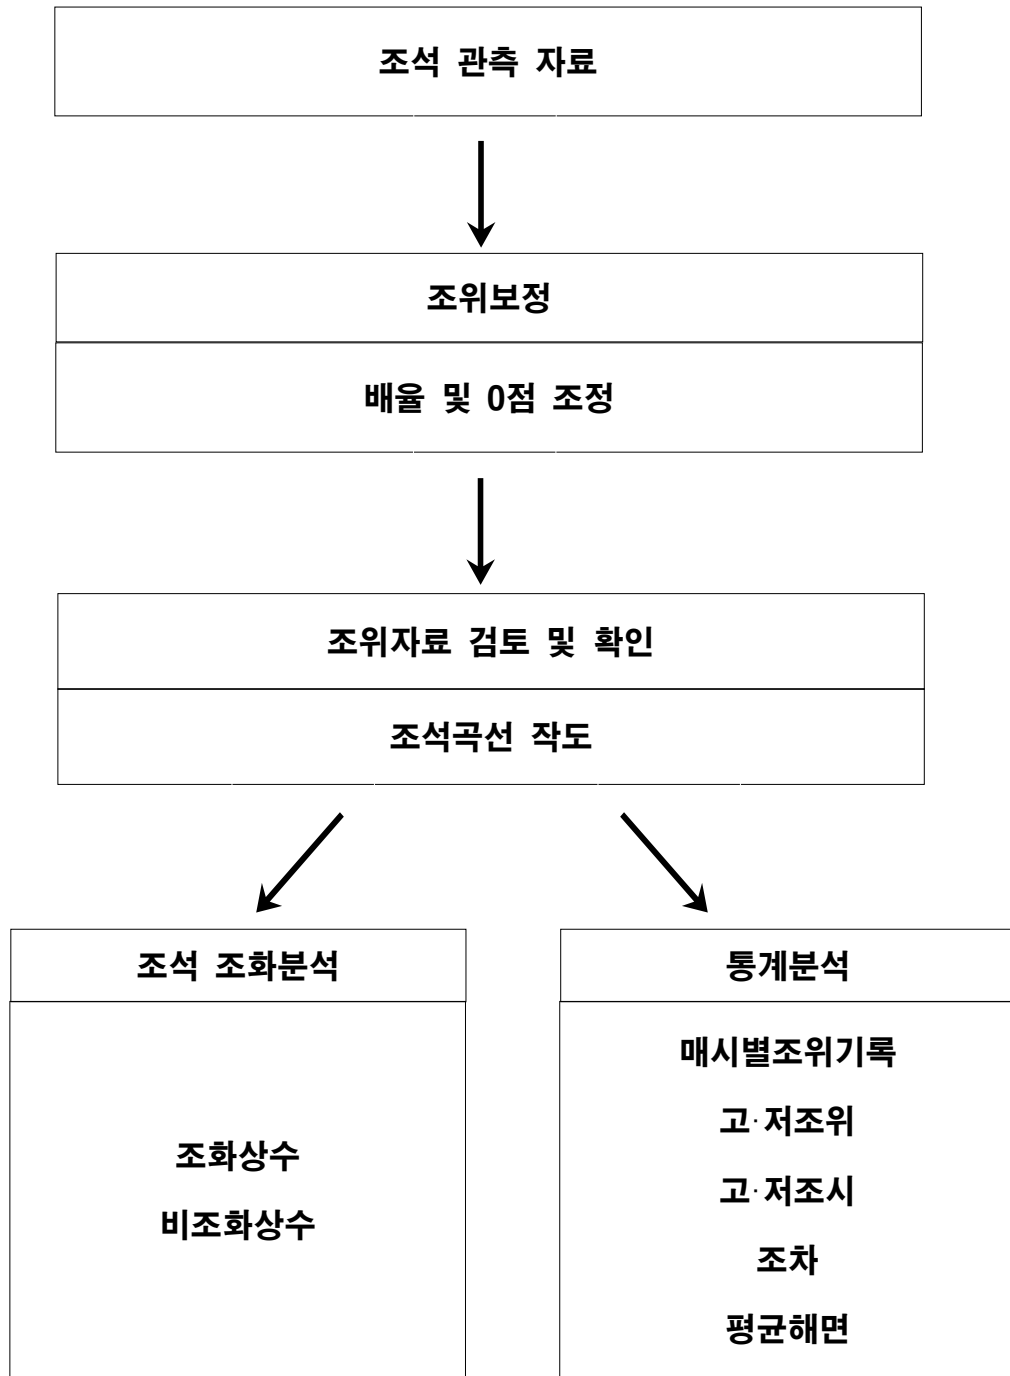 조석 관측 자료
조위보정
배율 및 0점 조정
조위자료 검토 및 확인
조석곡선 작도
조석 조화분석
조화상수
비조화상수
통계분석
매시별조위기록
고·저조위
고·저조시
조차
평균해면